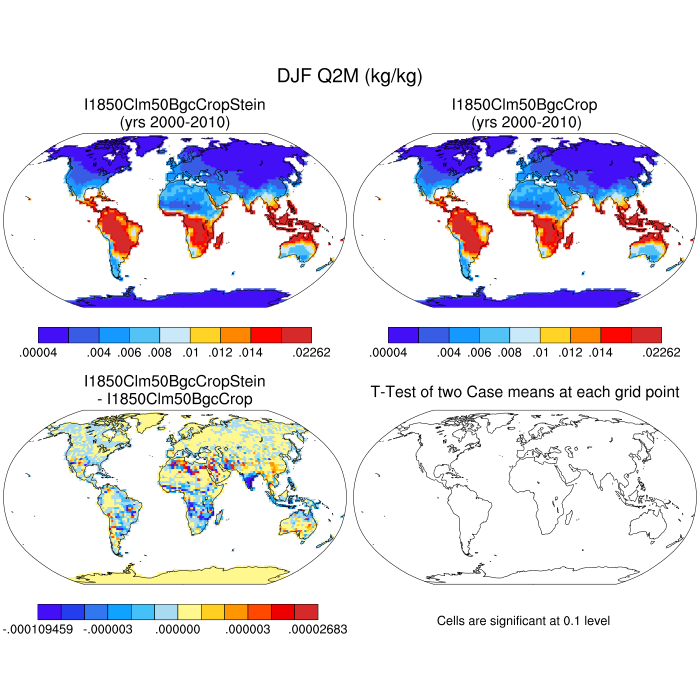 DJF Q2M (kg/kg)
I1850Clm50BgcCropStein
(yrs 2000-2010)
I1850Clm50BgcCrop
(yrs 2000-2010)
.00004 .004 .006 .008 .01 .012 .014 .02262
.00004 .004 .006 .008 .01 .012 .014 .02262
I1850Clm50BgcCropStein
- I1850Clm50BgcCrop
T-Test of two Case means at each grid point
-.000109459 -.000003 .000000 .000003 .00002683
Cells are significant at 0.1 level